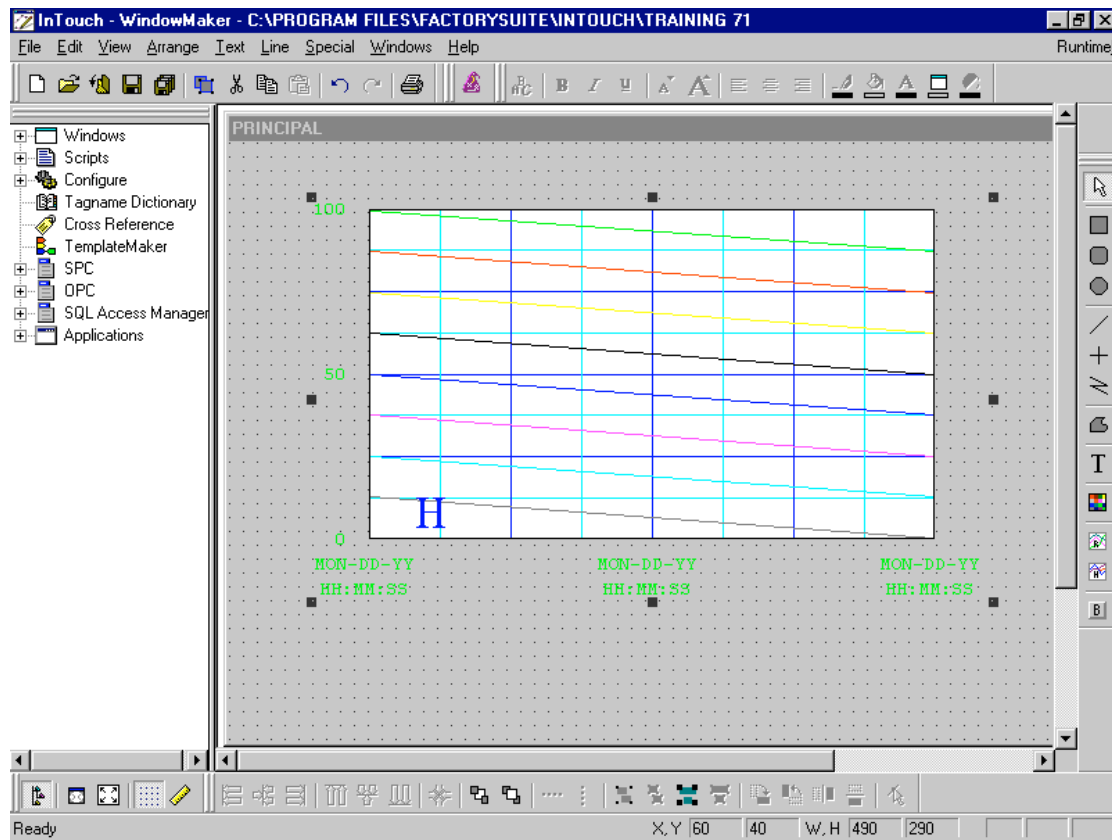 InTouch - WindowMaker - C:\PROGRAM FILES\FACTORYSUITE\INTOUCH\TRAINING 71
File Edit View Arrange Text Line Special Windows Help Runtime
ABC B I U A A A
PRINCIPAL
Windows
Scripts
Configure
Tagname Dictionary
Cross Reference
TemplateMaker
SPC
OPC
SQL Access Manager
Applications
100
50
0
H
MON-DD-YY MON-DD-YY MON-DD-YY
HH:MM:SS HH:MM:SS HH:MM:SS
T
R
H
B
Ready X, Y 60 40 W, H 490 290